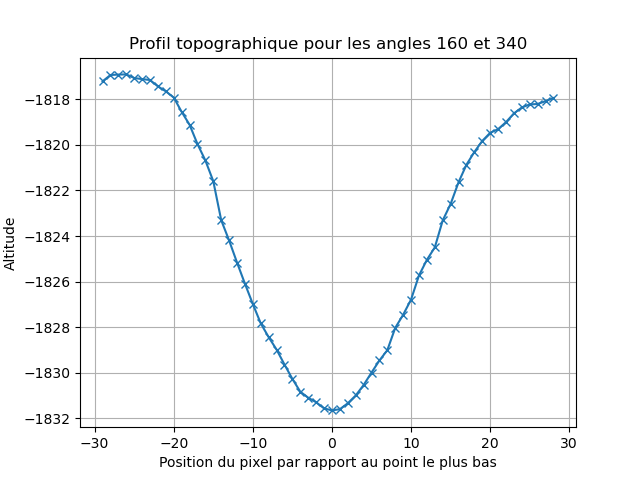 Profil topographique pour les angles 160 et 340
−1818
−1820
−1822
−1824
−1826
−1828
−1830
−1832
Altitude
−30 −20 −10 0 10 20 30
Position du pixel par rapport au point le plus bas